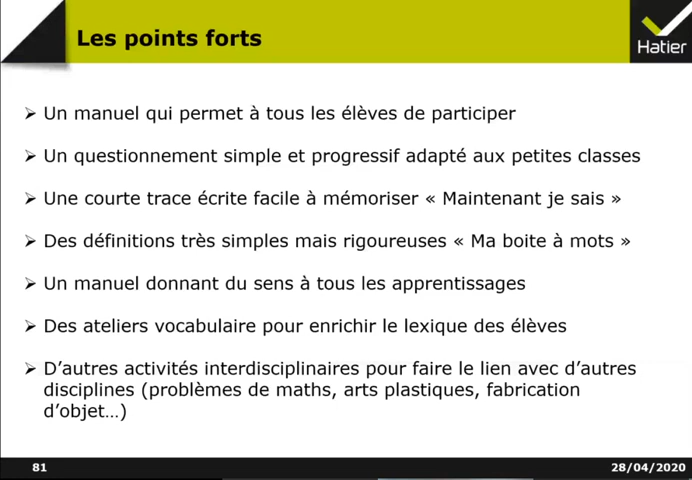 Les points forts
Hatier
➢ Un manuel qui permet à tous les élèves de participer
➢ Un questionnement simple et progressif adapté aux petites classes
➢ Une courte trace écrite facile à mémoriser « Maintenant je sais »
➢ Des définitions très simples mais rigoureuses « Ma boite à mots »
➢ Un manuel donnant du sens à tous les apprentissages
➢ Des ateliers vocabulaire pour enrichir le lexique des élèves
➢ D’autres activités interdisciplinaires pour faire le lien avec d’autres
disciplines (problèmes de maths, arts plastiques, fabrication
d’objet…)
81
28/04/2020